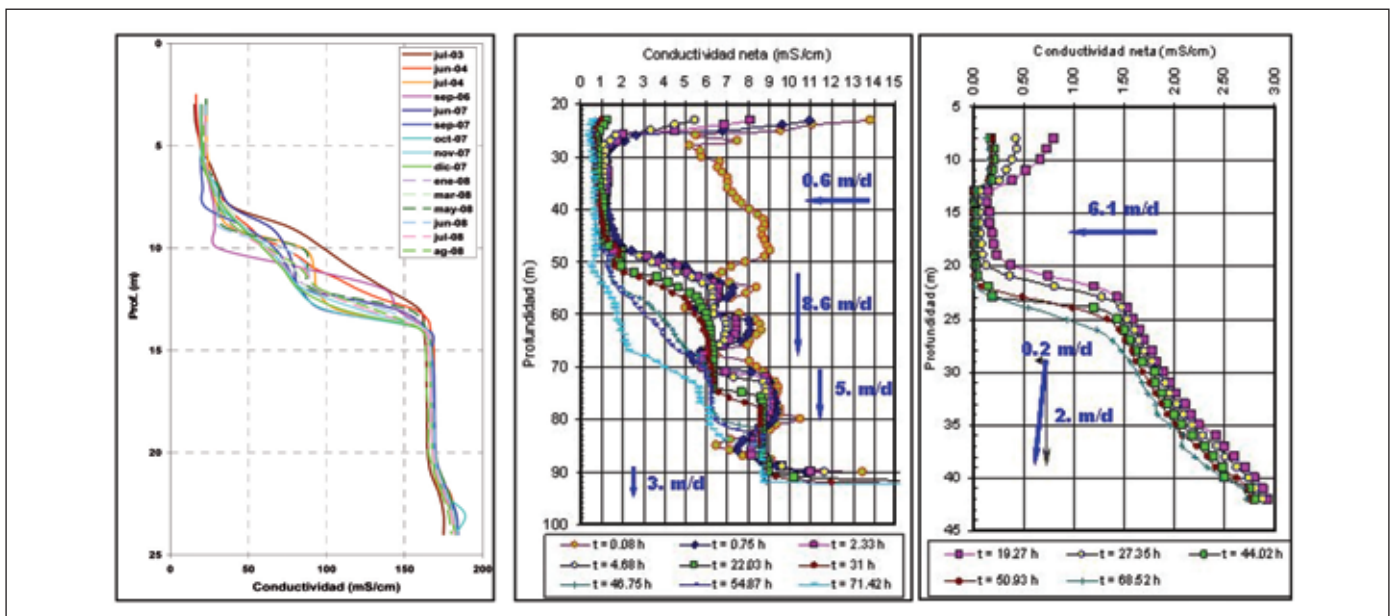 0
5
10
15
20
25
Prof. (m)
0 50 100 150 200
Conductividad (mS/cm)
jul-03
jun-04
jul-04
sep-06
jun-07
sep-07
oct-07
nov-07
dic-07
ene-08
mar-08
may-08
jun-08
jul-08
ag-08
Conductividad neta (mS/cm)
0 1 2 3 4 5 6 7 8 9 10 11 12 13 14 15
20
30
40
50
60
70
80
90
100
Profundidad (m)
0.6 m/d
8.6 m/d
5. m/d
3. m/d
t = 0.08 h t = 0.75 h t = 2.33 h
t = 4.68 h t = 22.03 h t = 31 h
t = 46.75 h t = 54.87 h t = 71.42 h
Conductividad neta (mS/cm)
0.00 0.50 1.00 1.50 2.00 2.50 3.00
5
10
15
20
25
30
35
40
45
Profundidad (m)
6.1 m/d
0.2 m/d
2. m/d
t = 19.27 h t = 27.35 h t = 44.02 h
t = 50.93 h t = 68.52 h